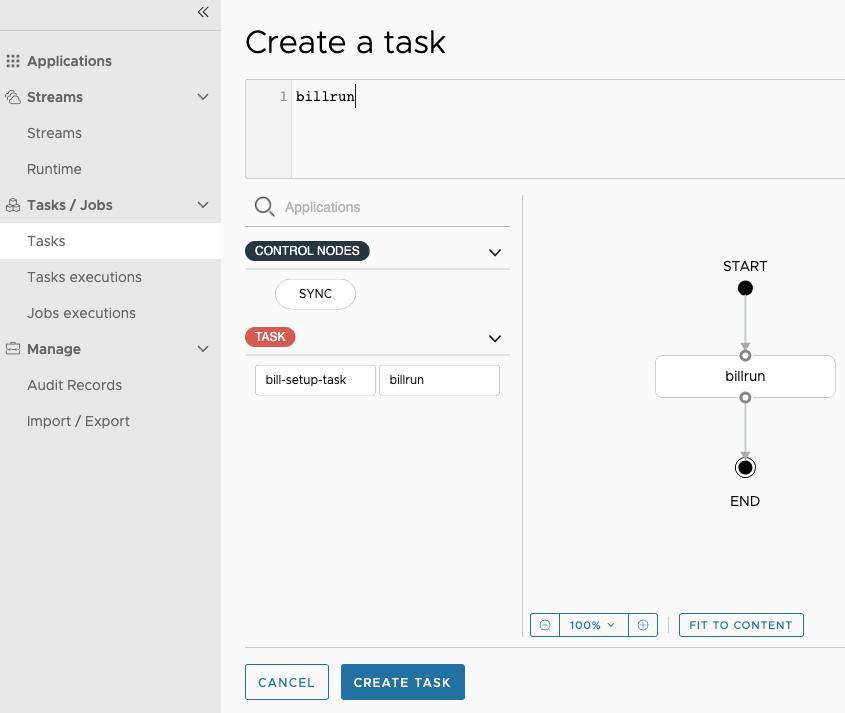 Applications
Streams
Streams
Runtime
Tasks / Jobs
Tasks
Tasks executions
Jobs executions
Manage
Audit Records
Import / Export
Create a task
1 billrun
Applications
CONTROL NODES
SYNC
TASK
bill-setup-task billrun
START
billrun
END
100% FIT TO CONTENT
CANCEL CREATE TASK